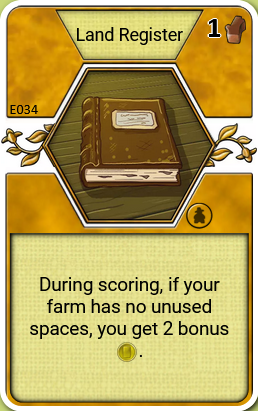 Land Register
1
E034
During scoring, if your
farm has no unused
spaces, you get 2 bonus
.